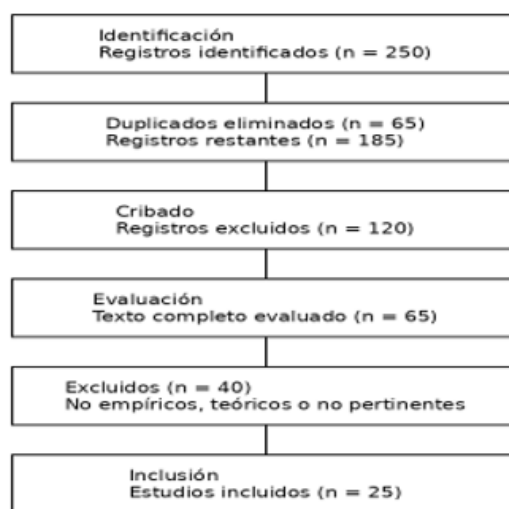 Identificación
Registros identificados (n = 250)
Duplicados eliminados (n = 65)
Registros restantes (n = 185)
Cribado
Registros excluidos (n = 120)
Evaluación
Texto completo evaluado (n = 65)
Excluidos (n = 40)
No empíricos, teóricos o no pertinentes
Inclusión
Estudios incluidos (n = 25)